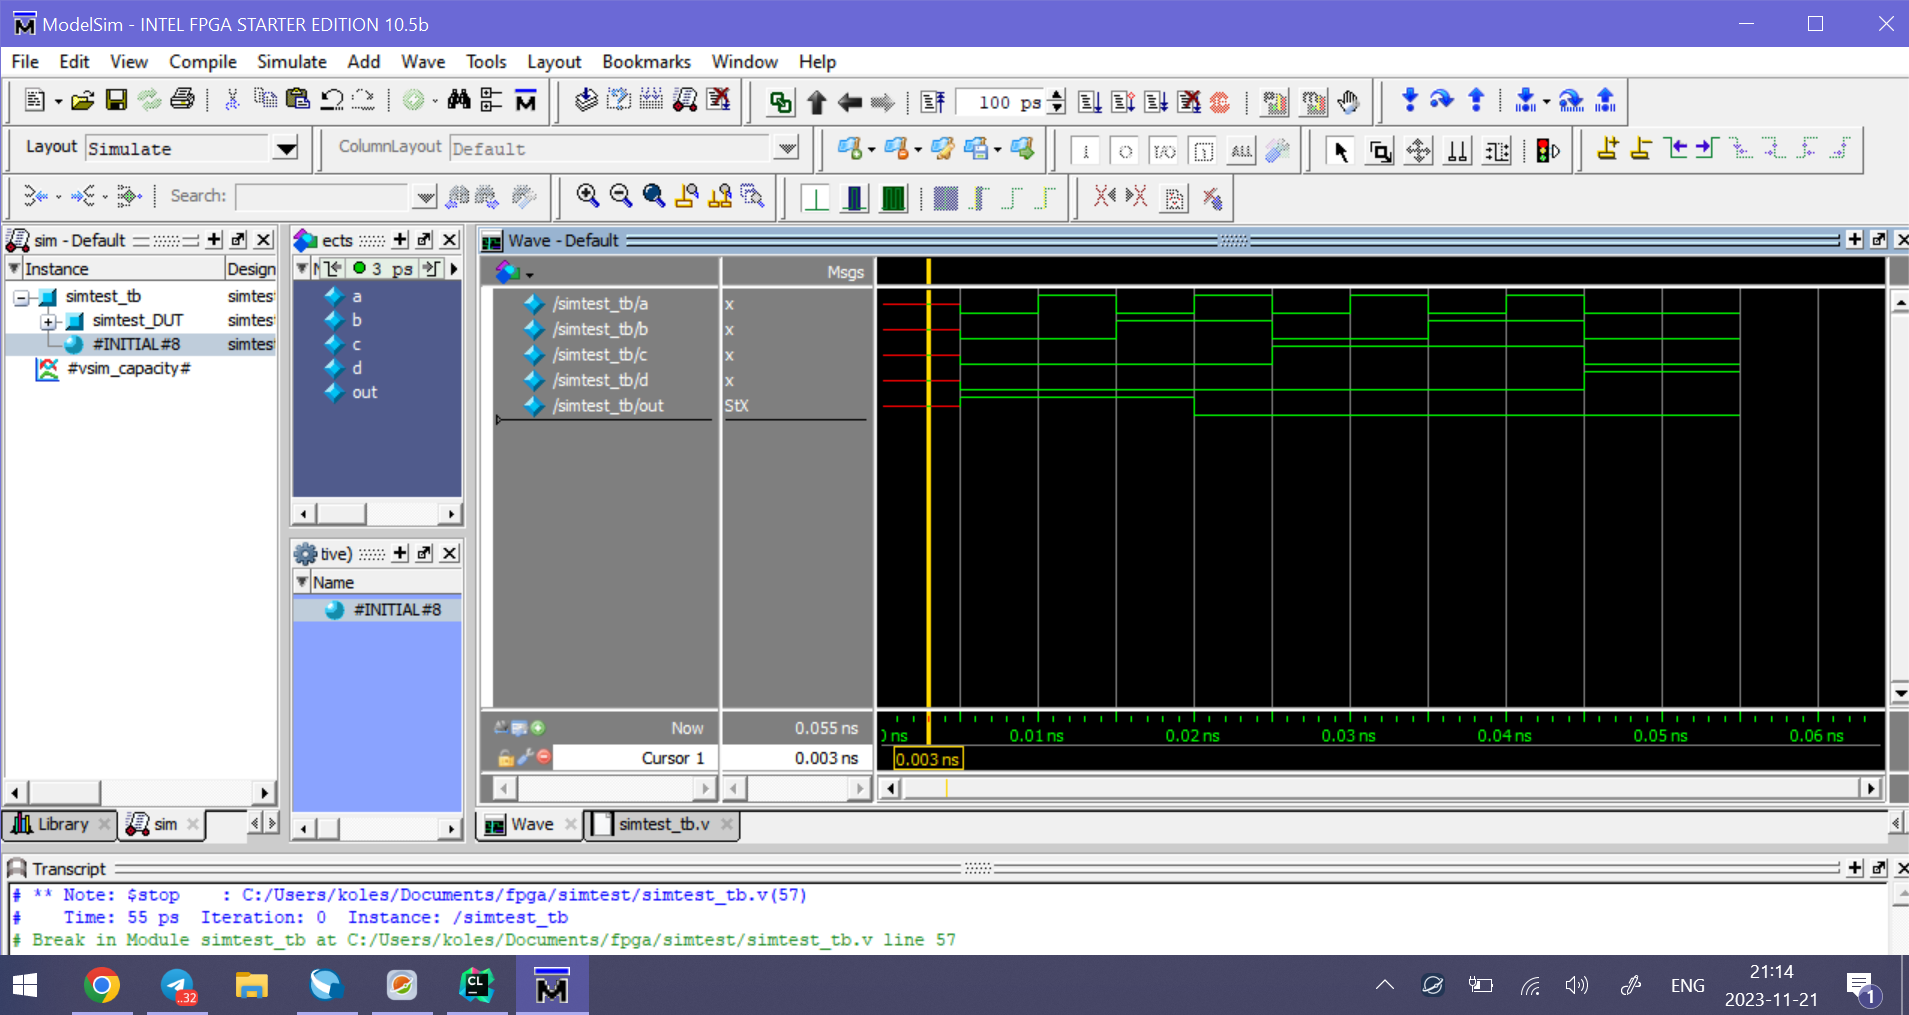 ModelSim - INTEL FPGA STARTER EDITION 10.5b
File Edit View Compile Simulate Add Wave Tools Layout Bookmarks Window Help
100 ps
Layout Simulate ColumnLayout Default
ALL
Search:
sim - Default
Instance Design
simtest_tb simtes
simtest_DUT simtes
#INITIAL#8 simtes
#vsim_capacity#
Library sim
ects
3 ps
a
b
c
d
out
tive)
Name
#INITIAL#8
Wave - Default
Msgs
/simtest_tb/a x
/simtest_tb/b x
/simtest_tb/c x
/simtest_tb/d x
/simtest_tb/out StX
Now 0.055 ns
ns 0.01 ns 0.02 ns 0.03 ns 0.04 ns 0.05 ns 0.06 ns
Cursor 1 0.003 ns
0.003 ns
Wave simtest_tb.v
Transcript
# ** Note: $stop : C:/Users/koles/Documents/fpga/simtest/simtest_tb.v(57)
# Time: 55 ps Iteration: 0 Instance: /simtest_tb
# Break in Module simtest_tb at C:/Users/koles/Documents/fpga/simtest/simtest_tb.v line 57
..32
CL
M
ENG
21:14
2023-11-21
1